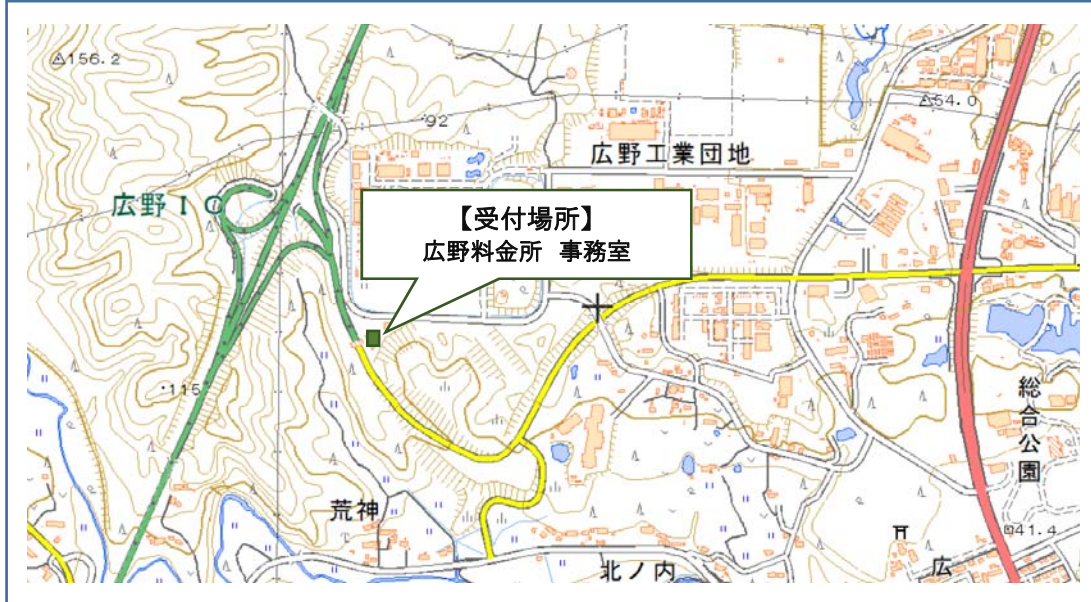 156.2
92
54.0
広野工業団地
広野IC
【受付場所】
広野料金所 事務室
115
総合公園
荒神
41.4
北ノ内
広